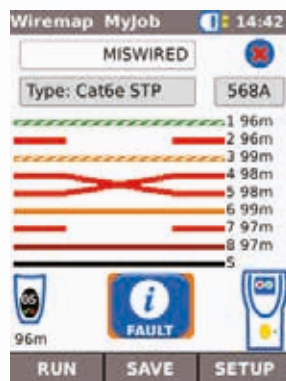 Wiremap MyJob 14:42
MISWIRED
Type: Cat6e STP 568A
1 96m
2 96m
3 99m
4 98m
5 98m
6 99m
7 97m
8 97m
S
i
FAULT
96m
RUN SAVE SETUP